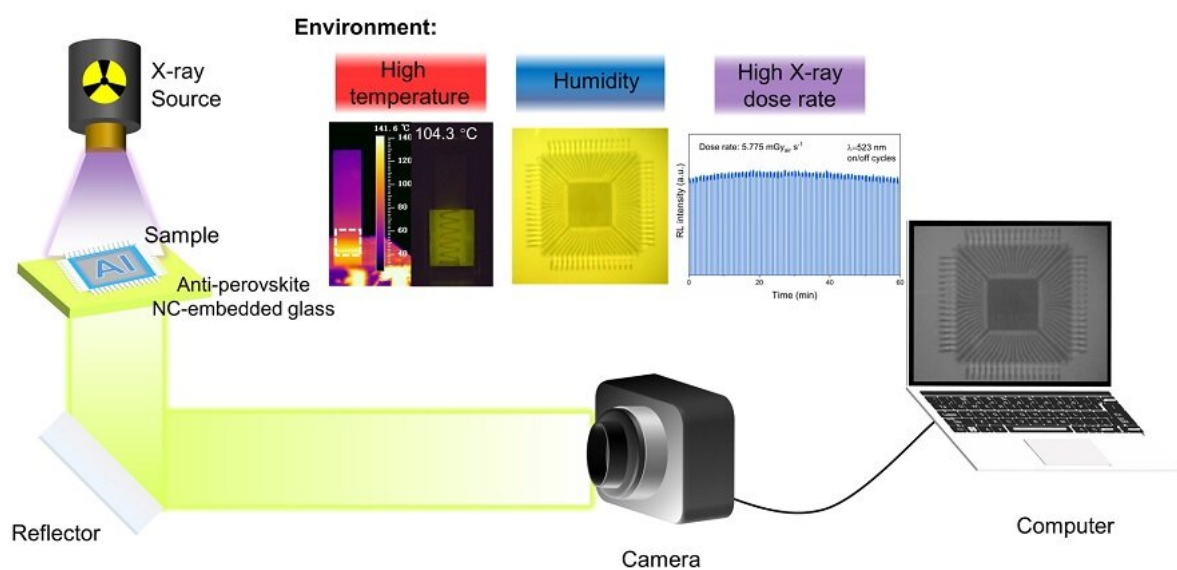 Environment:
X-ray
Source
High
temperature
Humidity
High X-ray
dose rate
141.6 ℃
140
120
100
80
60
40
104.3 °C
Dose rate: 5.775 mGyair s-1
λ=523 nm
on/off cycles
RL intensity (a.u.)
0
20
40
60
Time (min)
Sample
AI
Anti-perovskite
NC-embedded glass
Reflector
Camera
Computer